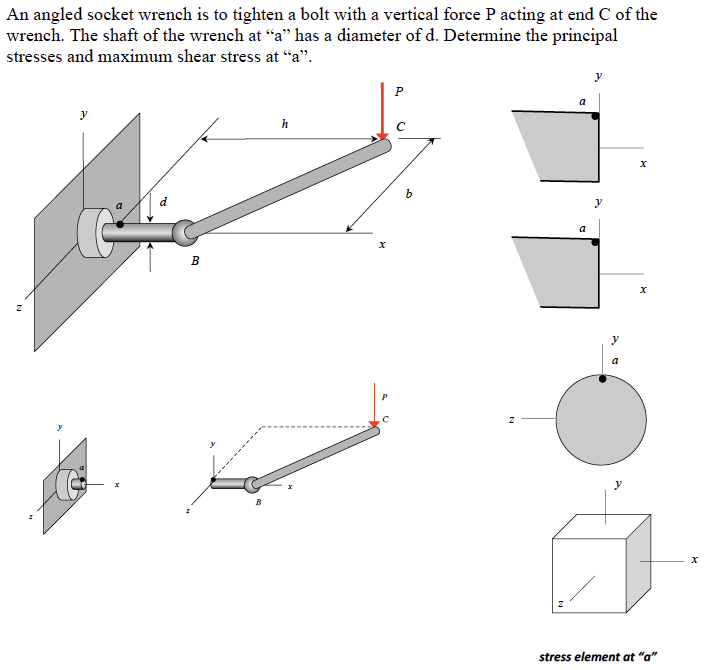 An angled socket wrench is to tighten a bolt with a vertical force P acting at end C of the
wrench. The shaft of the wrench at “a” has a diameter of d. Determine the principal
stresses and maximum shear stress at “a”.
y
a
d
B
z
h
P
C
b
x
y
a
x
y
a
x
y
a
z
y
a
x
z
y
z
B
x
P
C
y
x
z
stress element at “a”